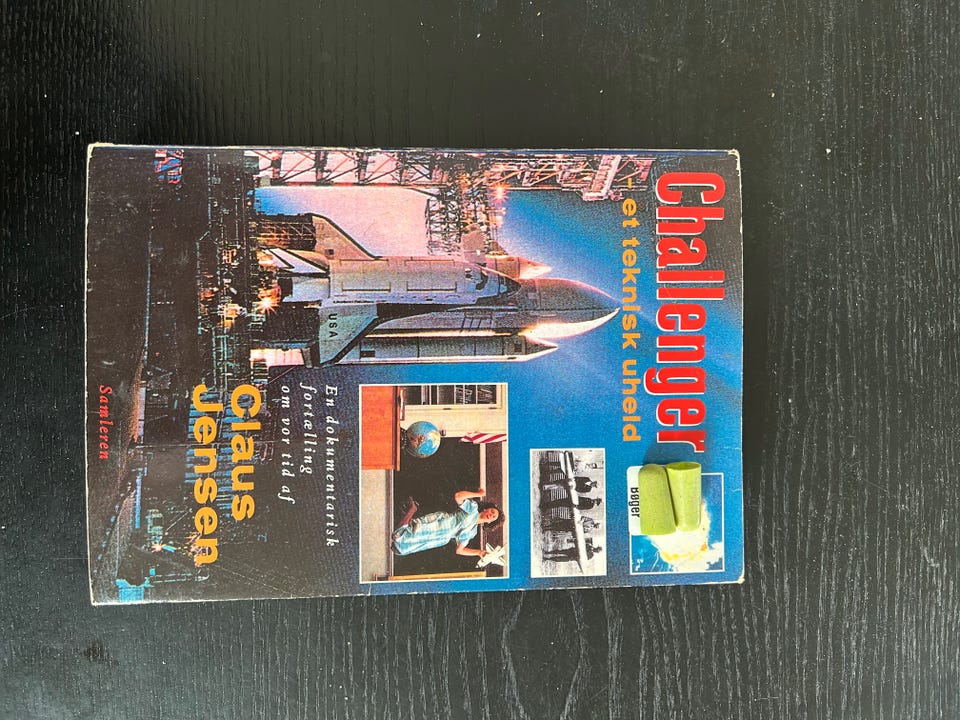 Challenger
- et teknisk uheld
Bøger
USA
En dokumentarisk
fortælling
om vor tid af
Claus
Jensen
Samleren